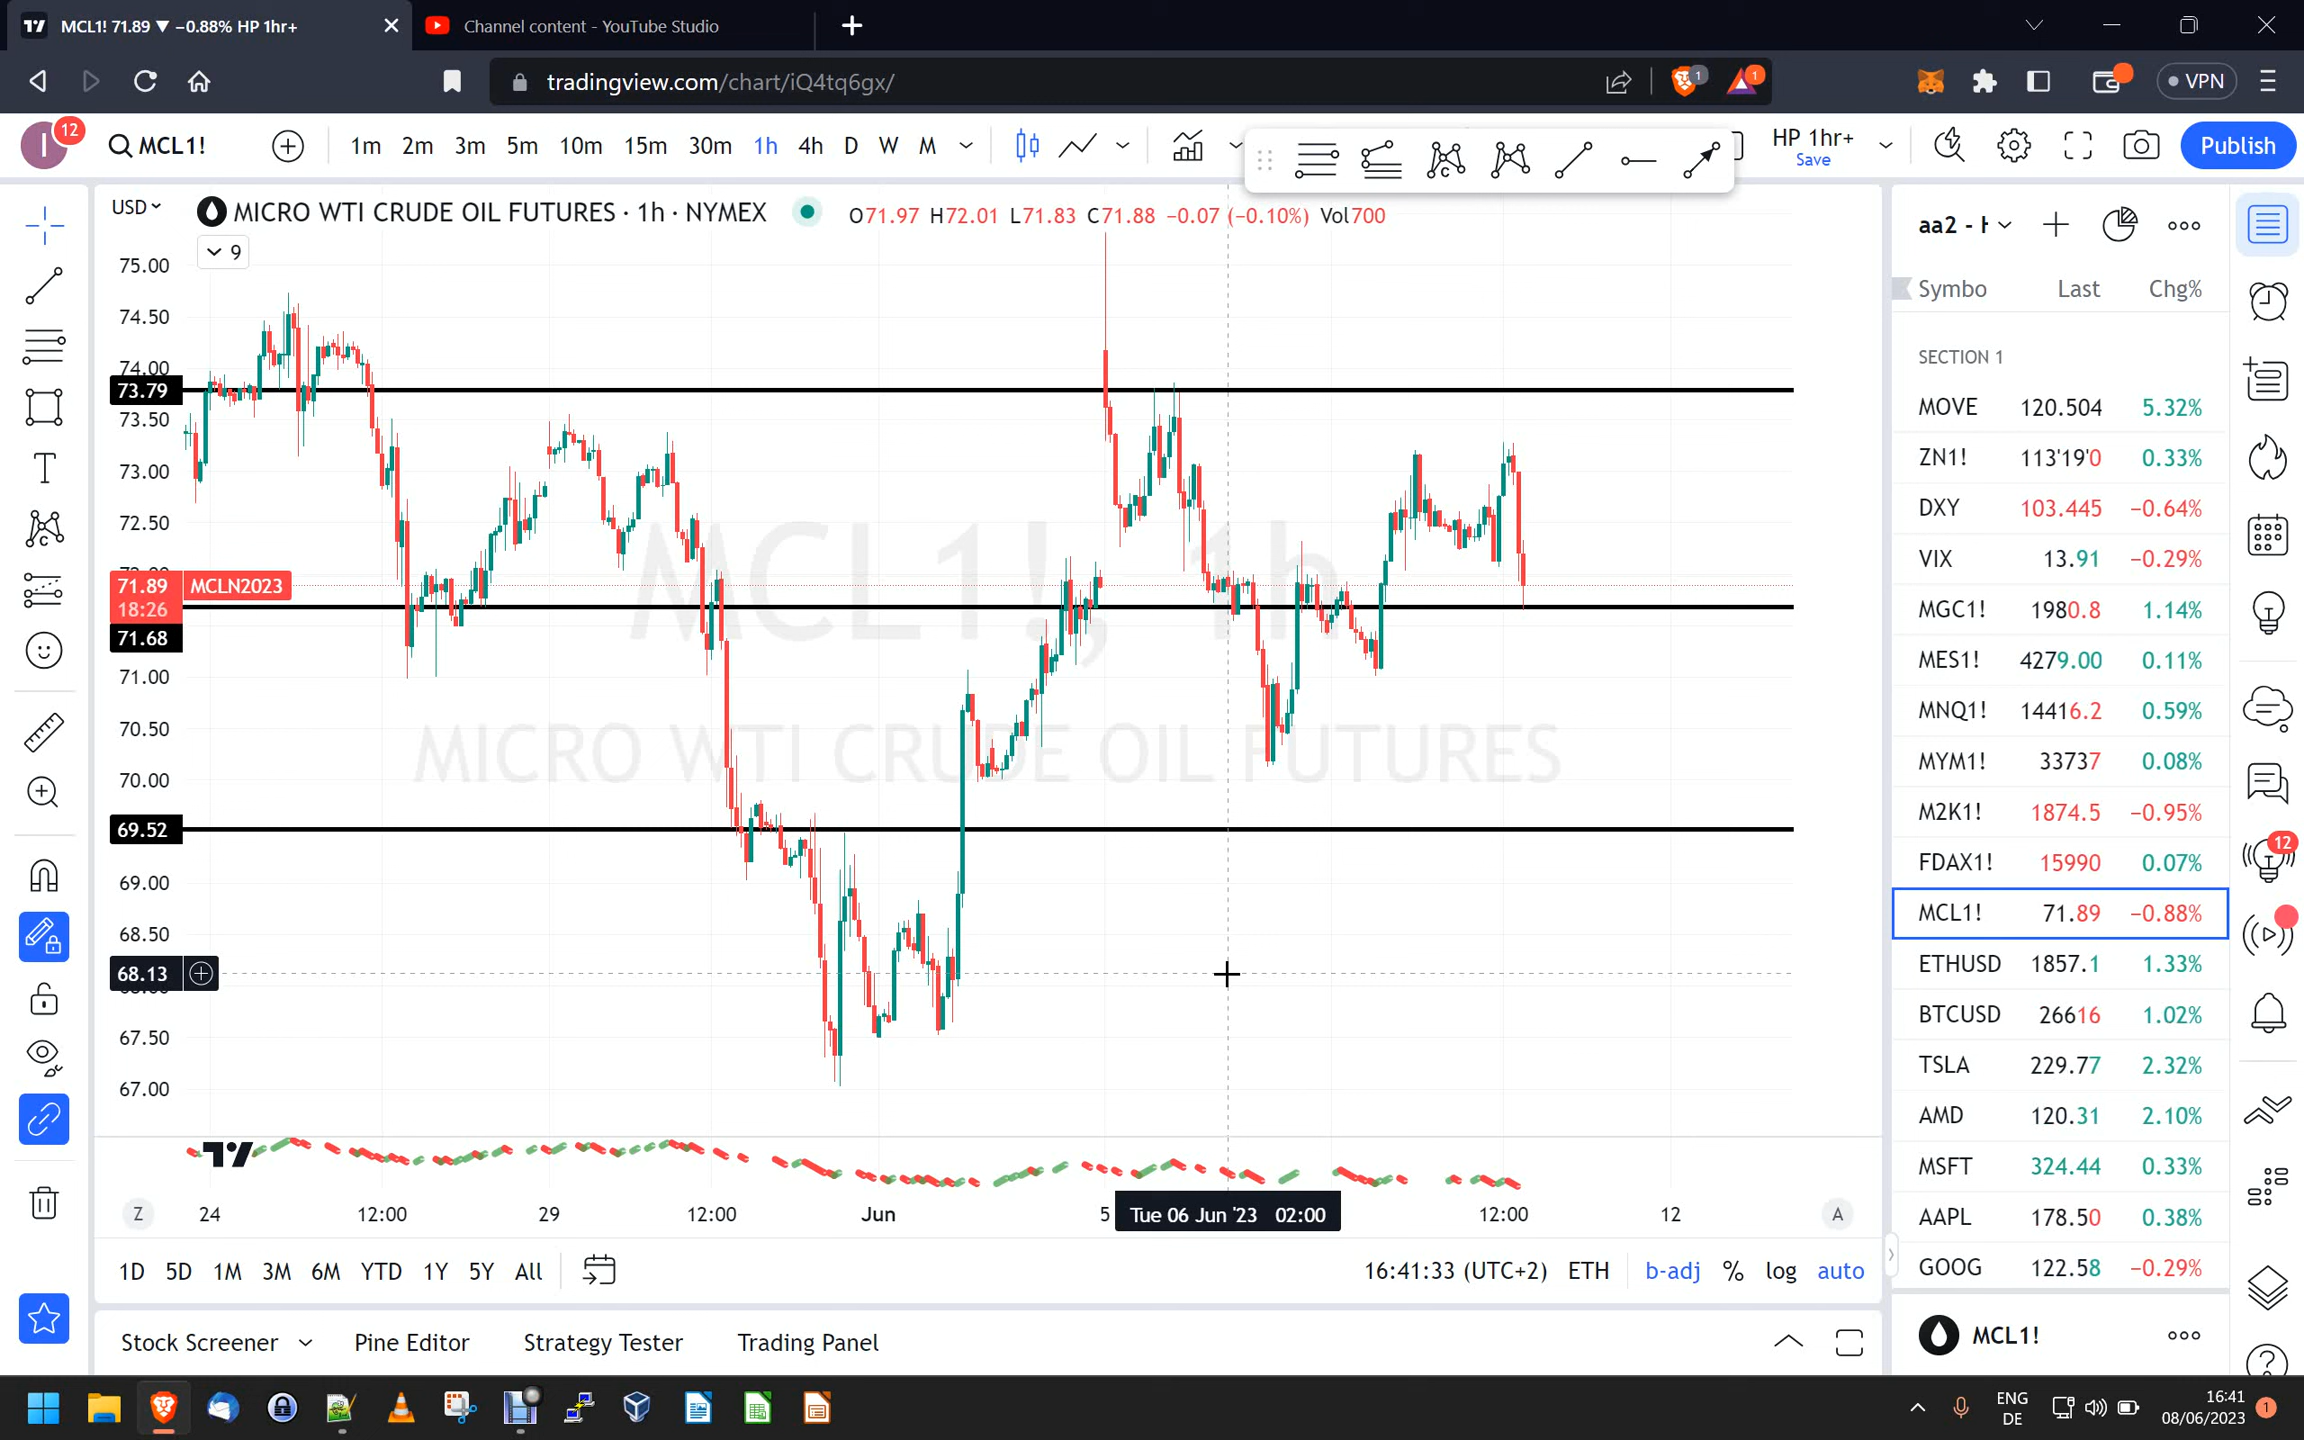 MCL1! 71.89 ▼ −0.88% HP 1hr+
Channel content - YouTube Studio
tradingview.com/chart/iQ4tq6gx/
1
1
VPN
I
12
MCL1!
1m 2m 3m 5m 10m 15m 30m 1h 4h D W M
HP 1hr+
Save
Publish
USD
MICRO WTI CRUDE OIL FUTURES · 1h · NYMEX
O71.97 H72.01 L71.83 C71.88 −0.07 (−0.10%) Vol700
9
75.00
74.50
74.00
73.79
73.50
73.00
72.50
71.89 MCLN2023
18:26
71.68
71.00
70.50
70.00
69.52
69.00
68.50
68.13
67.50
67.00
MCL1!, 1h
MICRO WTI CRUDE OIL FUTURES
Z
24
12:00
29
12:00
Jun
5
Tue 06 Jun '23 02:00
12:00
12
A
1D 5D 1M 3M 6M YTD 1Y 5Y All
16:41:33 (UTC+2) ETH b-adj % log auto
Stock Screener Pine Editor Strategy Tester Trading Panel
aa2 - H
Symbo Last Chg%
SECTION 1
MOVE 120.504 5.32%
ZN1! 113'19'0 0.33%
DXY 103.445 −0.64%
VIX 13.91 −0.29%
MGC1! 1980.8 1.14%
MES1! 4279.00 0.11%
MNQ1! 14416.2 0.59%
MYM1! 33737 0.08%
M2K1! 1874.5 −0.95%
FDAX1! 15990 0.07%
MCL1! 71.89 −0.88%
ETHUSD 1857.1 1.33%
BTCUSD 26616 1.02%
TSLA 229.77 2.32%
AMD 120.31 2.10%
MSFT 324.44 0.33%
AAPL 178.50 0.38%
GOOG 122.58 −0.29%
MCL1!
12
ENG
DE
16:41
08/06/2023
1